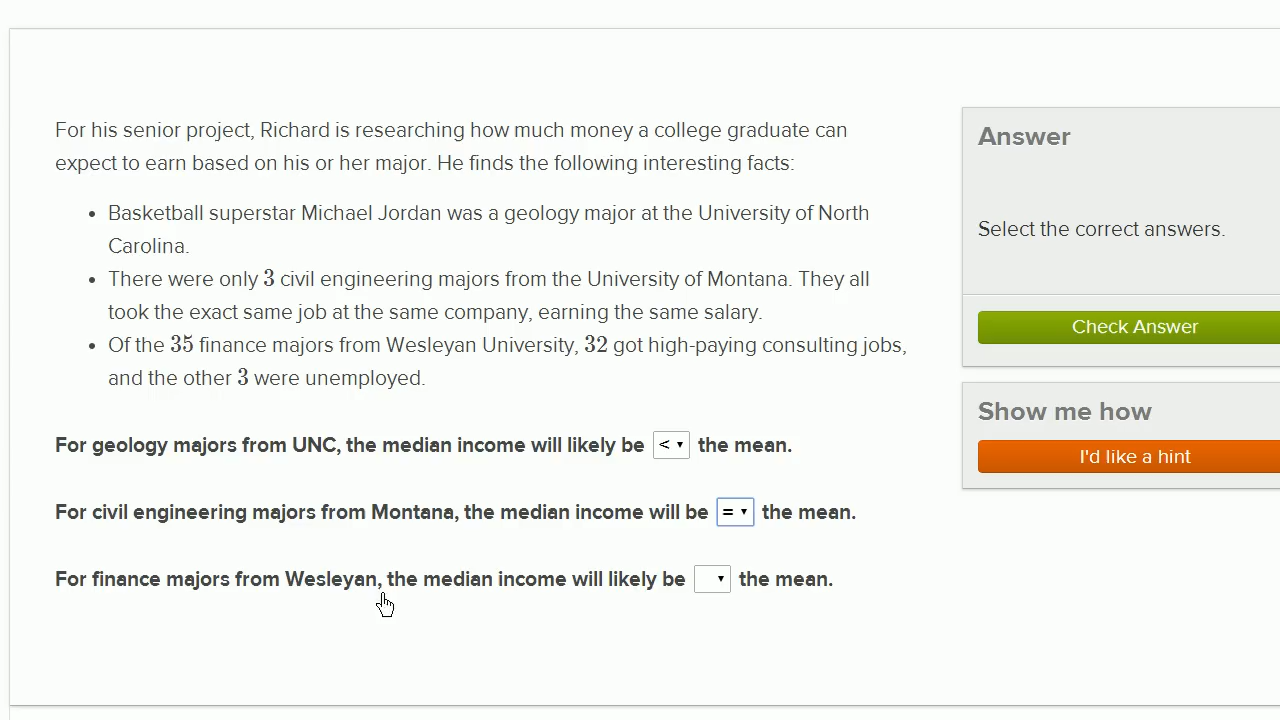 For his senior project, Richard is researching how much money a college graduate can
expect to earn based on his or her major. He finds the following interesting facts:
• Basketball superstar Michael Jordan was a geology major at the University of North
Carolina.
• There were only 3 civil engineering majors from the University of Montana. They all
took the exact same job at the same company, earning the same salary.
• Of the 35 finance majors from Wesleyan University, 32 got high-paying consulting jobs,
and the other 3 were unemployed.
For geology majors from UNC, the median income will likely be < the mean.
For civil engineering majors from Montana, the median income will be = the mean.
For finance majors from Wesleyan, the median income will likely be the mean.
Answer
Select the correct answers.
Check Answer
Show me how
I'd like a hint